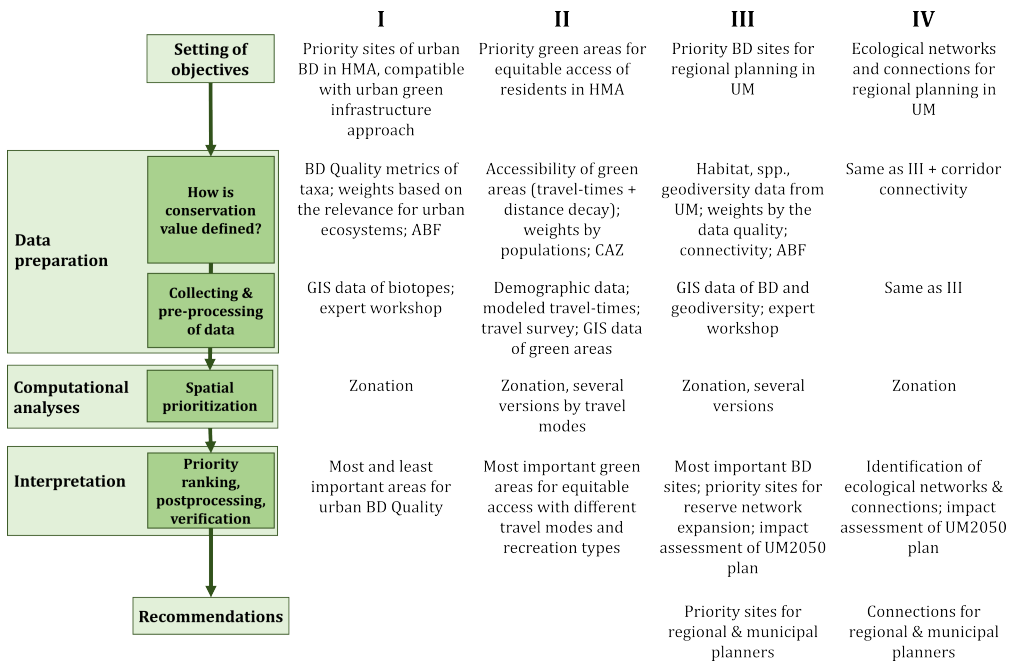 I
II
III
IV
Setting of
objectives
Priority sites of urban
BD in HMA, compatible
with urban green
infrastructure
approach
Priority green areas for
equitable access of
residents in HMA
Priority BD sites for
regional planning in
UM
Ecological networks
and connections for
regional planning in
UM
Data
preparation
How is
conservation
value defined?
BD Quality metrics of
taxa; weights based on
the relevance for urban
ecosystems; ABF
Accessibility of green
areas (travel-times +
distance decay);
weights by
populations; CAZ
Habitat, spp.,
geodiversity data from
UM; weights by the
data quality;
connectivity; ABF
Same as III + corridor
connectivity
Collecting &
pre-processing
of data
GIS data of biotopes;
expert workshop
Demographic data;
modeled travel-times;
travel survey; GIS data
of green areas
GIS data of BD and
geodiversity; expert
workshop
Same as III
Computational
analyses
Spatial
prioritization
Zonation
Zonation, several
versions by travel
modes
Zonation, several
versions
Zonation
Interpretation
Priority
ranking,
postprocessing,
verification
Most and least
important areas for
urban BD Quality
Most important green
areas for equitable
access with different
travel modes and
recreation types
Most important BD
sites; priority sites for
reserve network
expansion; impact
assessment of UM2050
plan
Identification of
ecological networks &
connections; impact
assessment of UM2050
plan
Recommendations
Priority sites for
regional & municipal
planners
Connections for
regional & municipal
planners